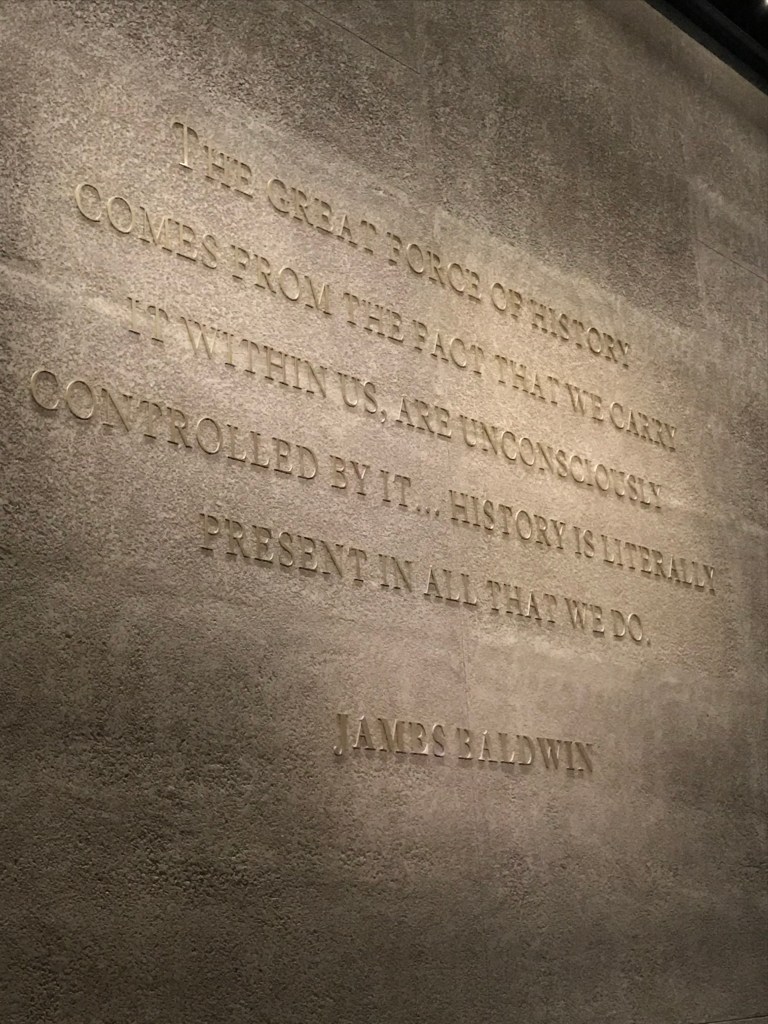 THE GREAT FORCE OF HISTORY
COMES FROM THE FACT THAT WE CARRY
IT WITHIN US, ARE UNCONSCIOUSLY
CONTROLLED BY IT... HISTORY IS LITERALLY
PRESENT IN ALL THAT WE DO.
JAMES BALDWIN